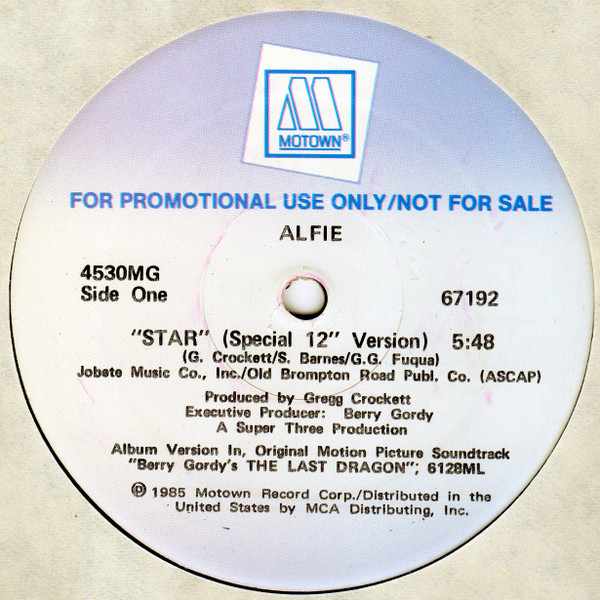 MOTOWN®
FOR PROMOTIONAL USE ONLY/NOT FOR SALE
ALFIE
4530MG
Side One
67192
"STAR" (Special 12" Version) 5:48
(G. Crockett/S. Barnes/G.G. Fuqua)
Jobete Music Co., Inc./Old Brompton Road Publ. Co. (ASCAP)
Produced by Gregg Crockett
Executive Producer: Berry Gordy
A Super Three Production
Album Version In, Original Motion Picture Soundtrack
"Berry Gordy's THE LAST DRAGON"; 6128ML
℗ 1985 Motown Record Corp./Distributed in the
United States by MCA Distributing, Inc.